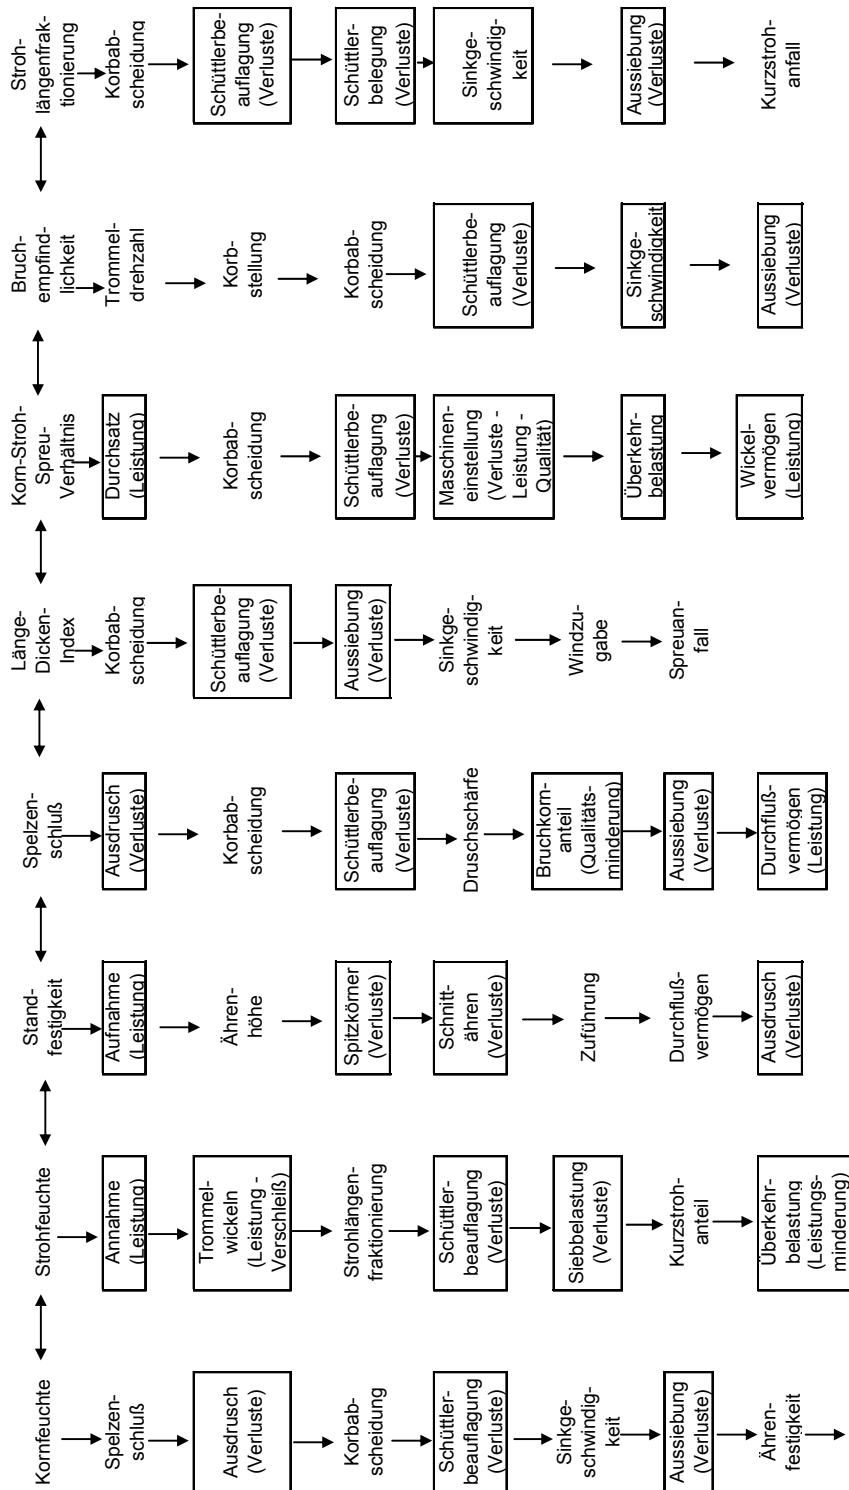 Kornfeuchte
Spelzen-
schluß
Ausdrusch
(Verluste)
Korbab-
scheidung
Schüttler-
beauflagung
(Verluste)
Sinkge-
schwindig-
keit
Aussiebung
(Verluste)
Ähren-
festigkeit
Strohfeuchte
Annahme
(Leistung)
Trommel-
wickeln
(Leistung -
Verschleiß)
Strohlängen-
fraktionierung
Schüttler-
beauflagung
(Verluste)
Siebbelastung
(Verluste)
Kurzstroh-
anteil
Überkehr-
belastung
(Leistungs-
minderung)
Stand-
festigkeit
Aufnahme
(Leistung)
Ähren-
höhe
Spitzkörner
(Verluste)
Schnitt-
ähren
(Verluste)
Zuführung
Durchfluß-
vermögen
Ausdrusch
(Verluste)
Spelzen-
schluß
Ausdrusch
(Verluste)
Korbab-
scheidung
Schüttlerbe-
auflagung
(Verluste)
Druschschärfe
Bruchkorn-
anteil
(Qualitäts-
minderung)
Aussiebung
(Verluste)
Durchfluß-
vermögen
(Leistung)
Länge-
Dicken-
Index
Korbab-
scheidung
Schüttlerbe-
auflagung
(Verluste)
Aussiebung
(Verluste)
Sinkge-
schwindig-
keit
Windzu-
gabe
Spreuan-
fall
Korn-Stroh-
Spreu-
Verhältnis
Durchsatz
(Leistung)
Korbab-
scheidung
Schüttlerbe-
auflagung
(Verluste)
Maschinen-
einstellung
(Verluste -
Leistung -
Qualität)
Überkehr-
belastung
Wickel-
vermögen
(Leistung)
Bruch-
empfind-
lichkeit
Trommel-
drehzahl
Korb-
stellung
Korbab-
scheidung
Schüttlerbe-
auflagung
(Verluste)
Sinkge-
schwindigkeit
Aussiebung
(Verluste)
Stroh-
längenfrak-
tionierung
Korbab-
scheidung
Schüttlerbe-
auflagung
(Verluste)
Schüttler-
belegung
(Verluste)
Sinkge-
schwindig-
keit
Aussiebung
(Verluste)
Kurzstroh-
anfall